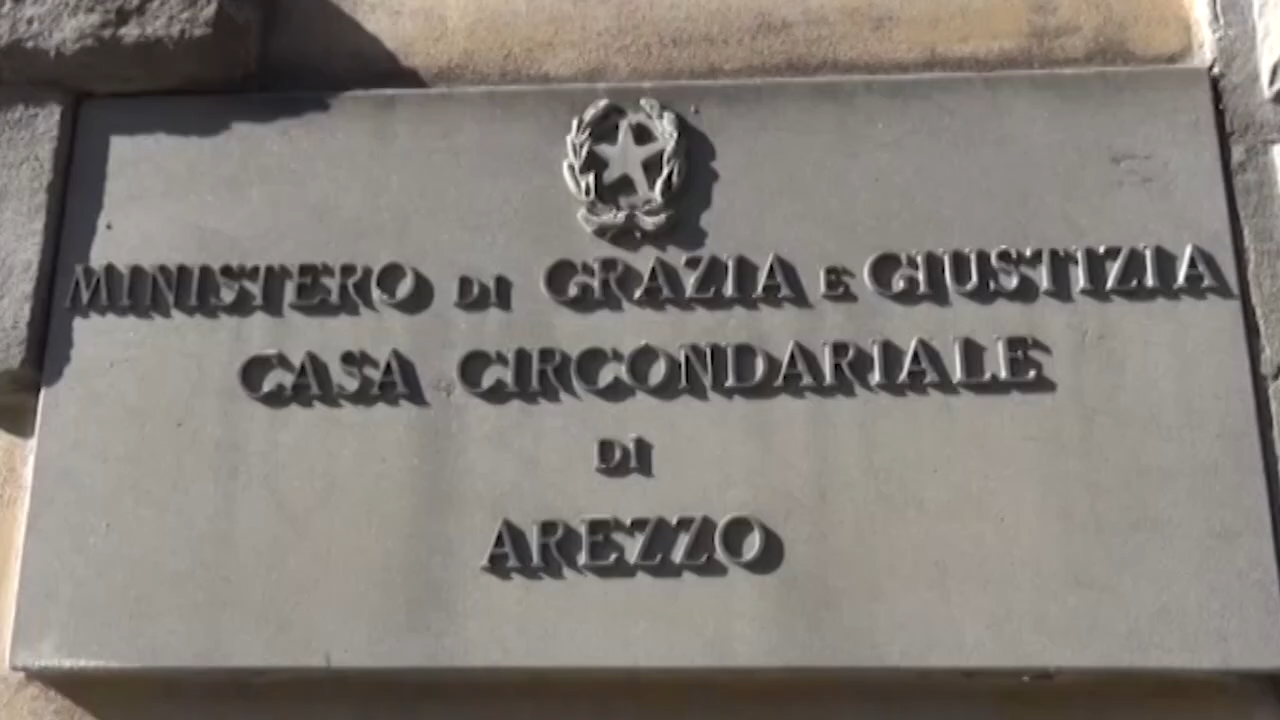 MINISTERO DI GRAZIA E GIUSTIZIA
CASA CIRCONDARIALE
DI
AREZZO